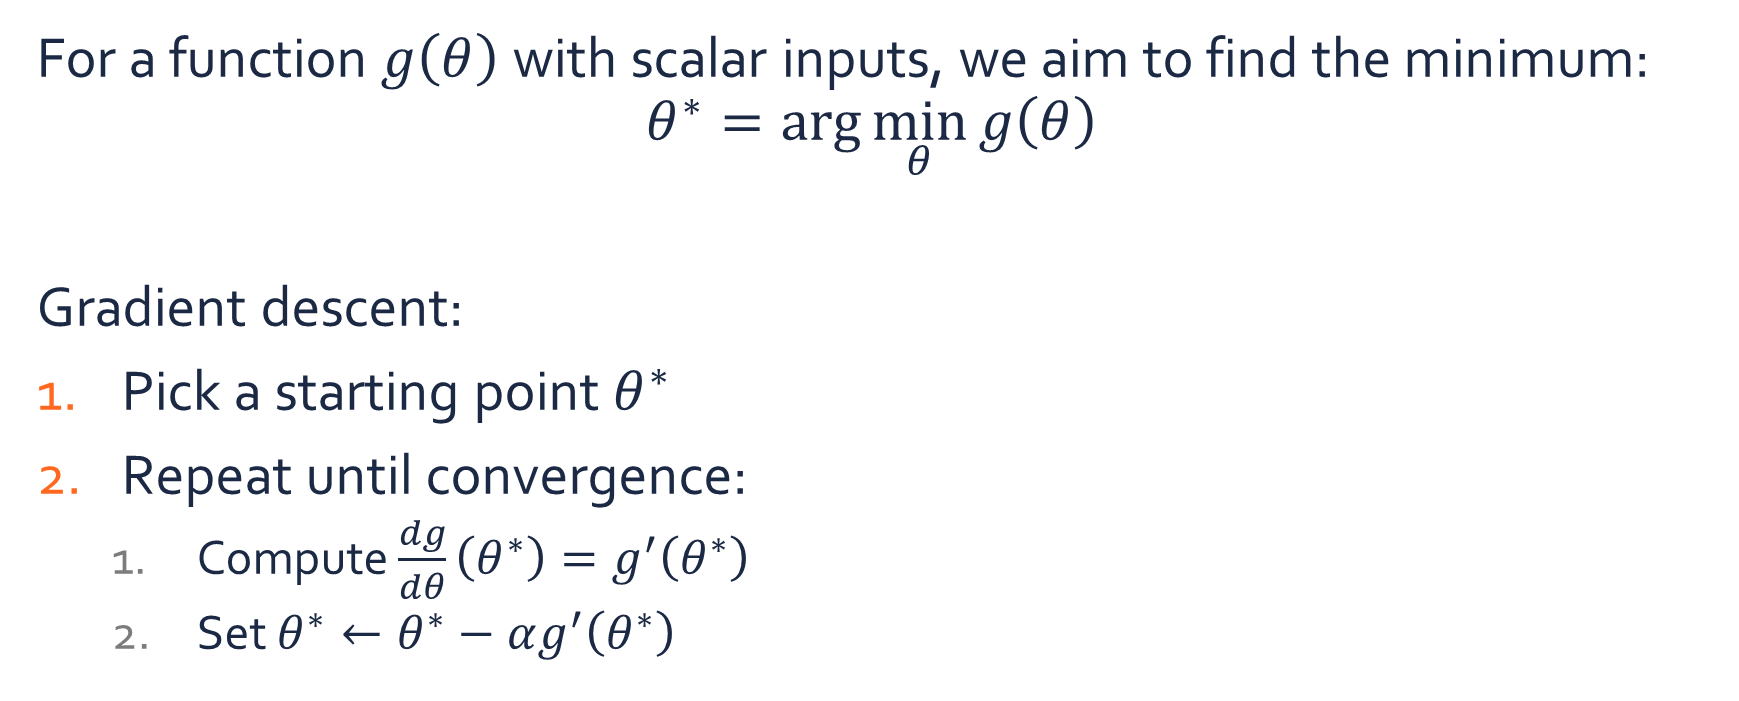 For a function g(θ) with scalar inputs, we aim to find the minimum:
θ* = arg min g(θ)
θ
Gradient descent:
1. Pick a starting point θ*
2. Repeat until convergence:
1. Compute dg/dθ (θ*) = g′(θ*)
2. Set θ* ← θ* − αg′(θ*)